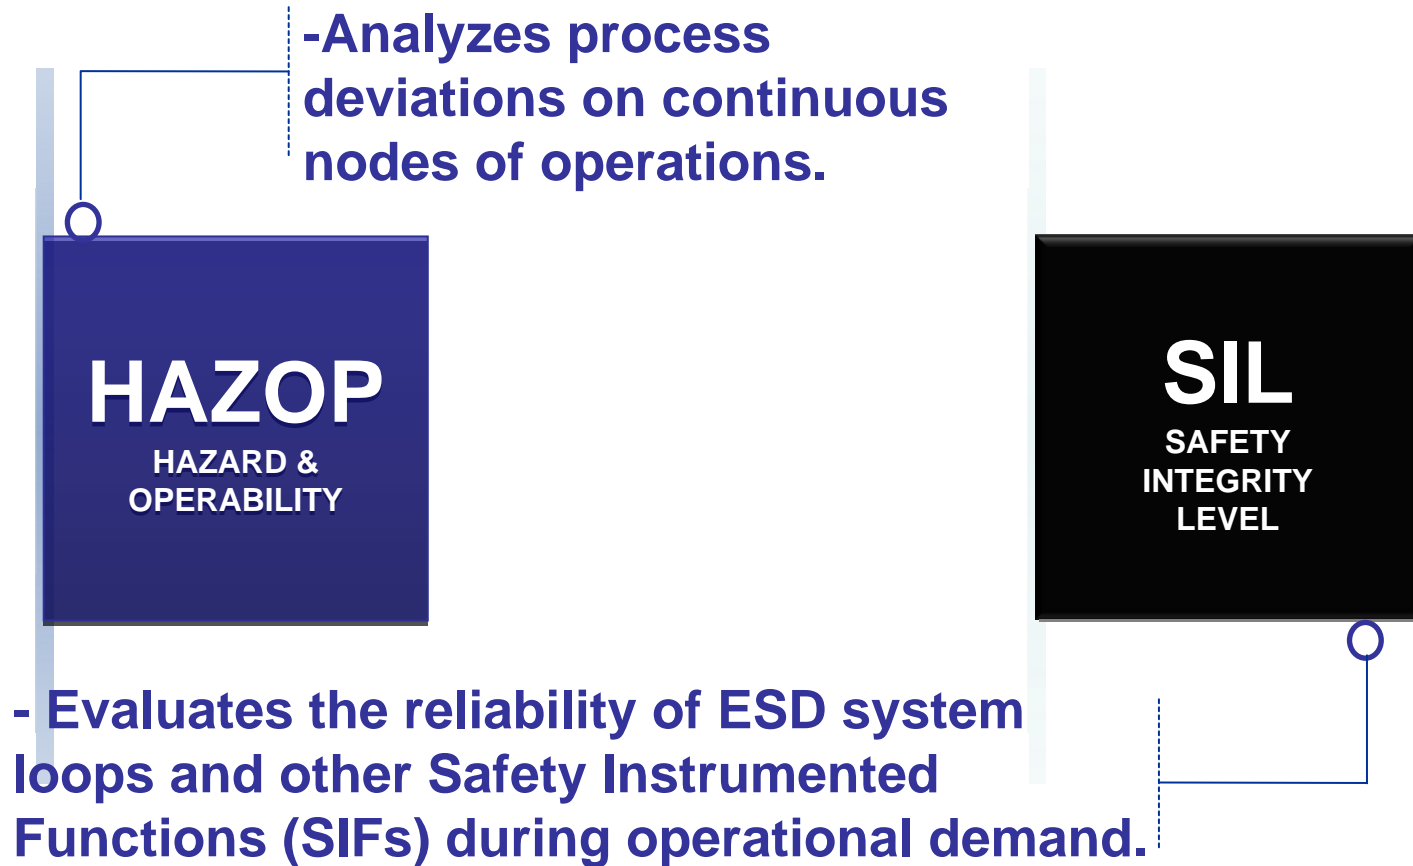 -Analyzes process
deviations on continuous
nodes of operations.
HAZOP
HAZARD &
OPERABILITY
SIL
SAFETY
INTEGRITY
LEVEL
- Evaluates the reliability of ESD system
loops and other Safety Instrumented
Functions (SIFs) during operational demand.